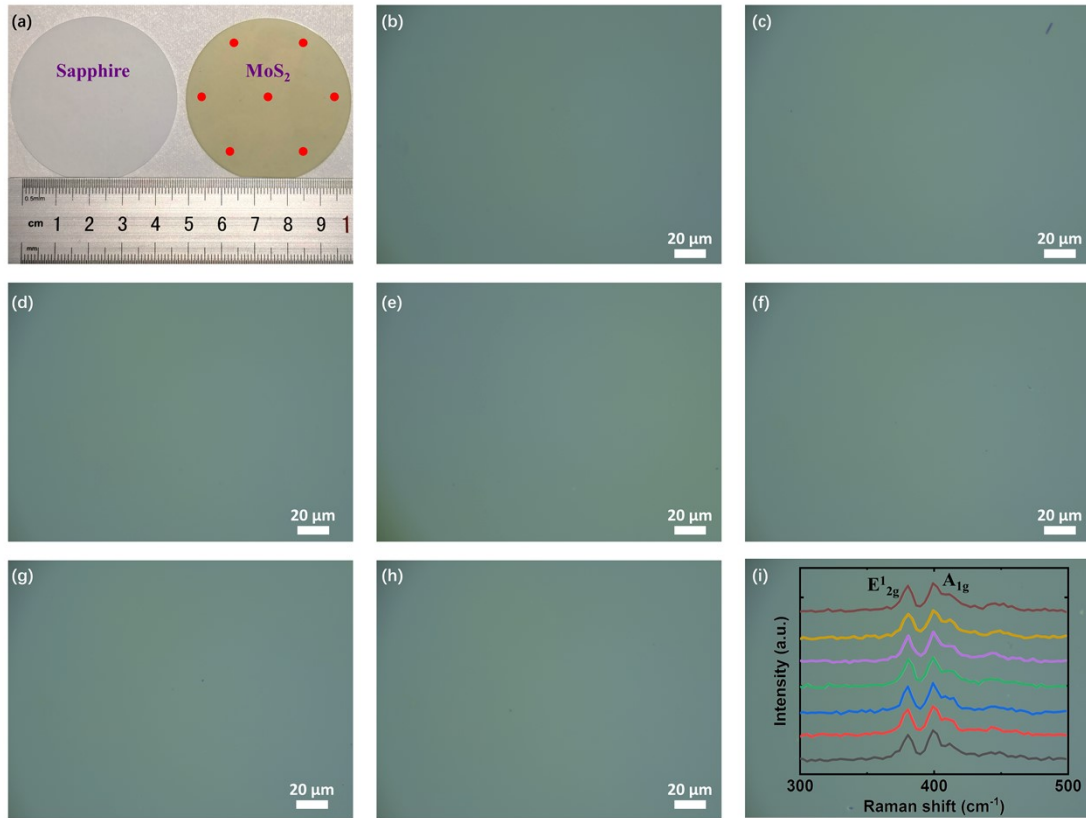 (a)
Sapphire
MoS₂
0.5mm
cm 1 2 3 4 5 6 7 8 9 1
mm
(b)
20 μm
(c)
20 μm
(d)
20 μm
(e)
20 μm
(f)
20 μm
(g)
20 μm
(h)
20 μm
(i)
E¹₂g A₁g
Intensity (a.u.)
300 400 500
Raman shift (cm⁻¹)